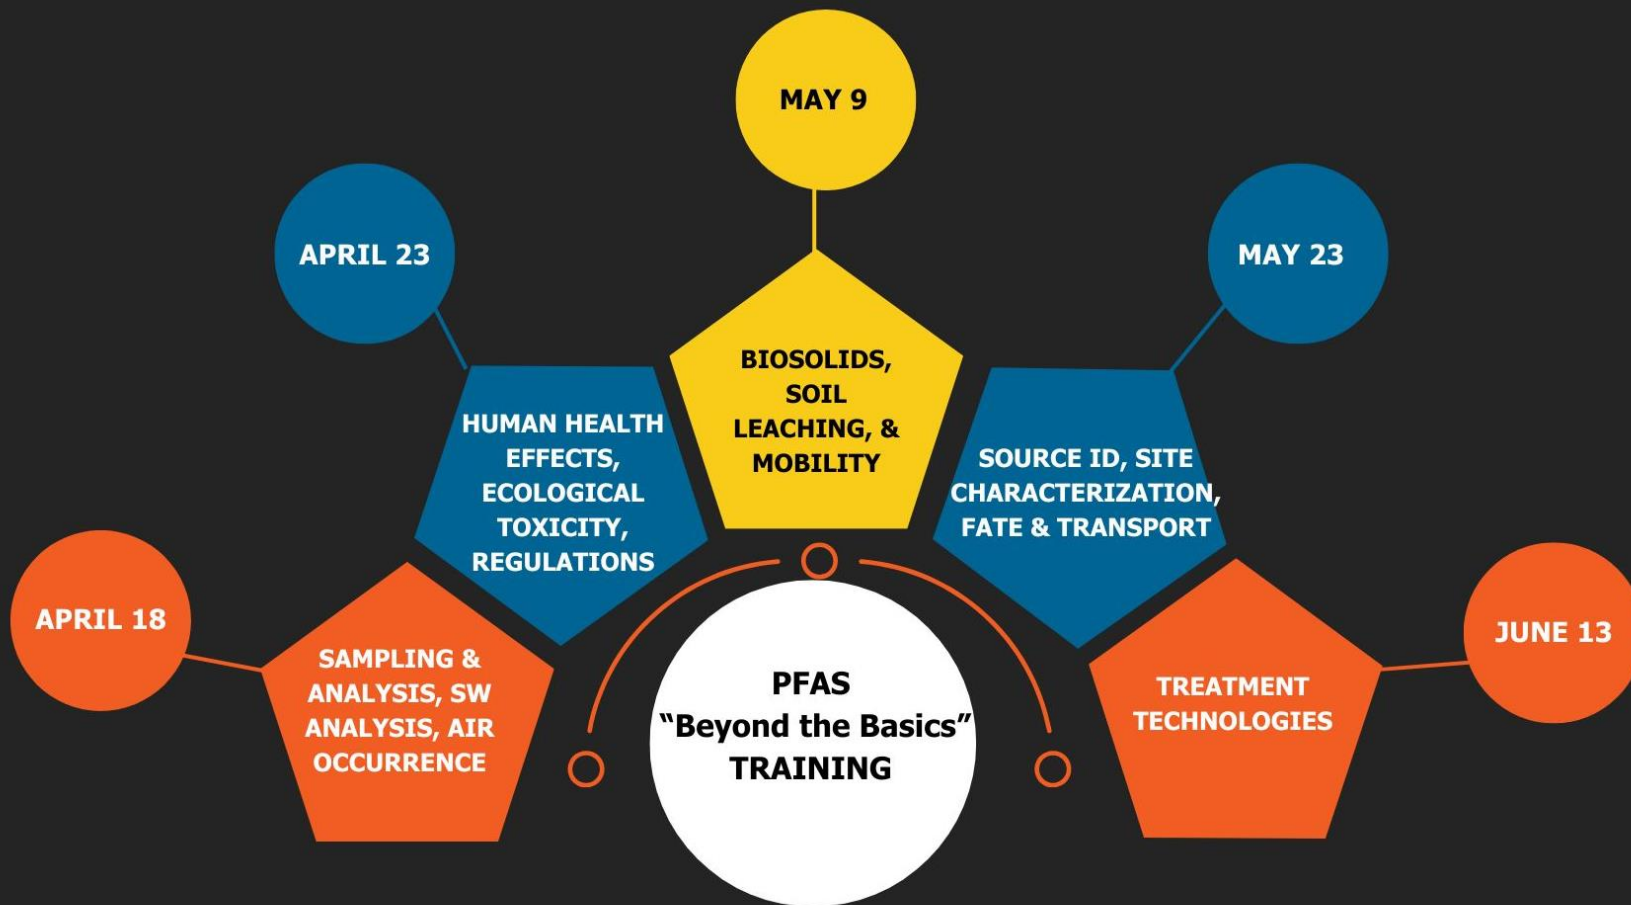 MAY 9
APRIL 23
MAY 23
BIOSOLIDS,
SOIL
LEACHING, &
MOBILITY
HUMAN HEALTH
EFFECTS,
ECOLOGICAL
TOXICITY,
REGULATIONS
SOURCE ID, SITE
CHARACTERIZATION,
FATE & TRANSPORT
APRIL 18
JUNE 13
SAMPLING &
ANALYSIS, SW
ANALYSIS, AIR
OCCURRENCE
PFAS
“Beyond the Basics”
TRAINING
TREATMENT
TECHNOLOGIES